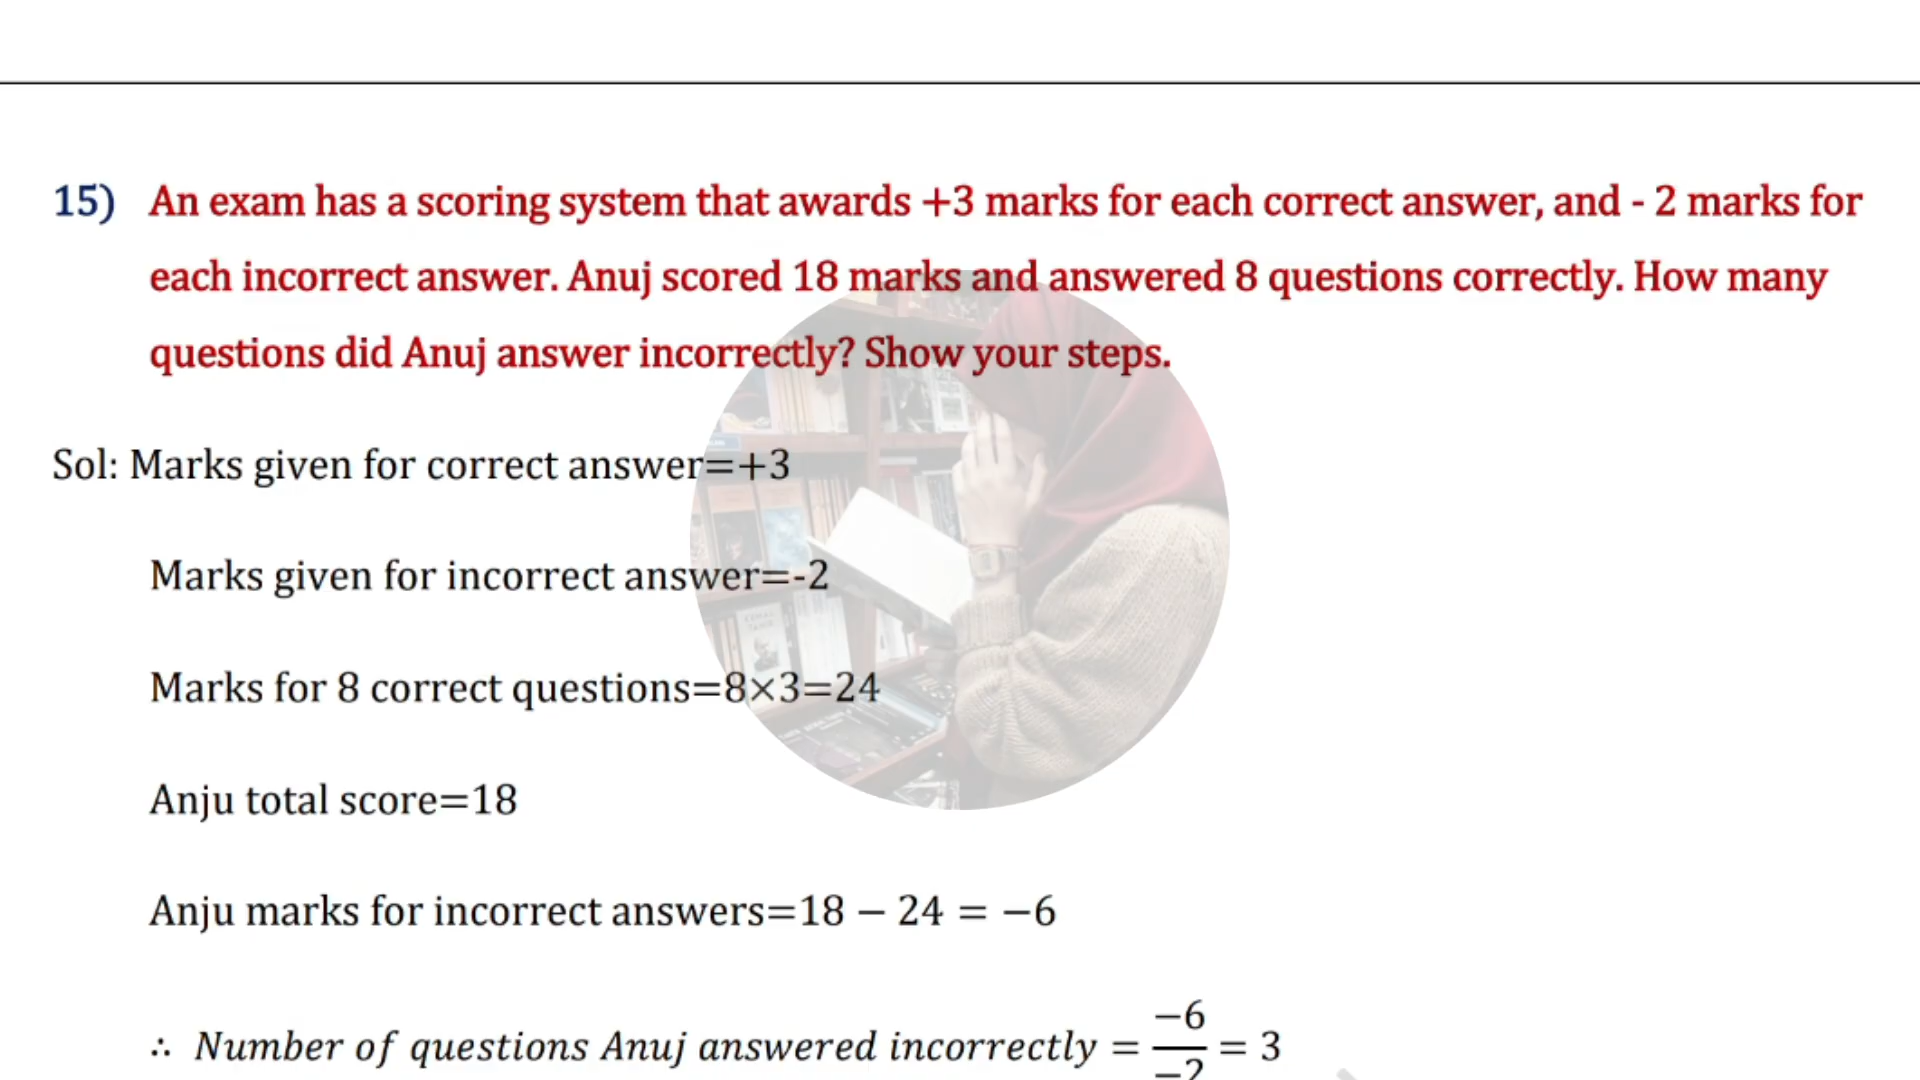 15) An exam has a scoring system that awards +3 marks for each correct answer, and - 2 marks for
each incorrect answer. Anuj scored 18 marks and answered 8 questions correctly. How many
questions did Anuj answer incorrectly? Show your steps.
Sol: Marks given for correct answer=+3
Marks given for incorrect answer=-2
Marks for 8 correct questions=8×3=24
Anju total score=18
Anju marks for incorrect answers=18 − 24 = −6
∴ Number of questions Anuj answered incorrectly = −6/−2 = 3